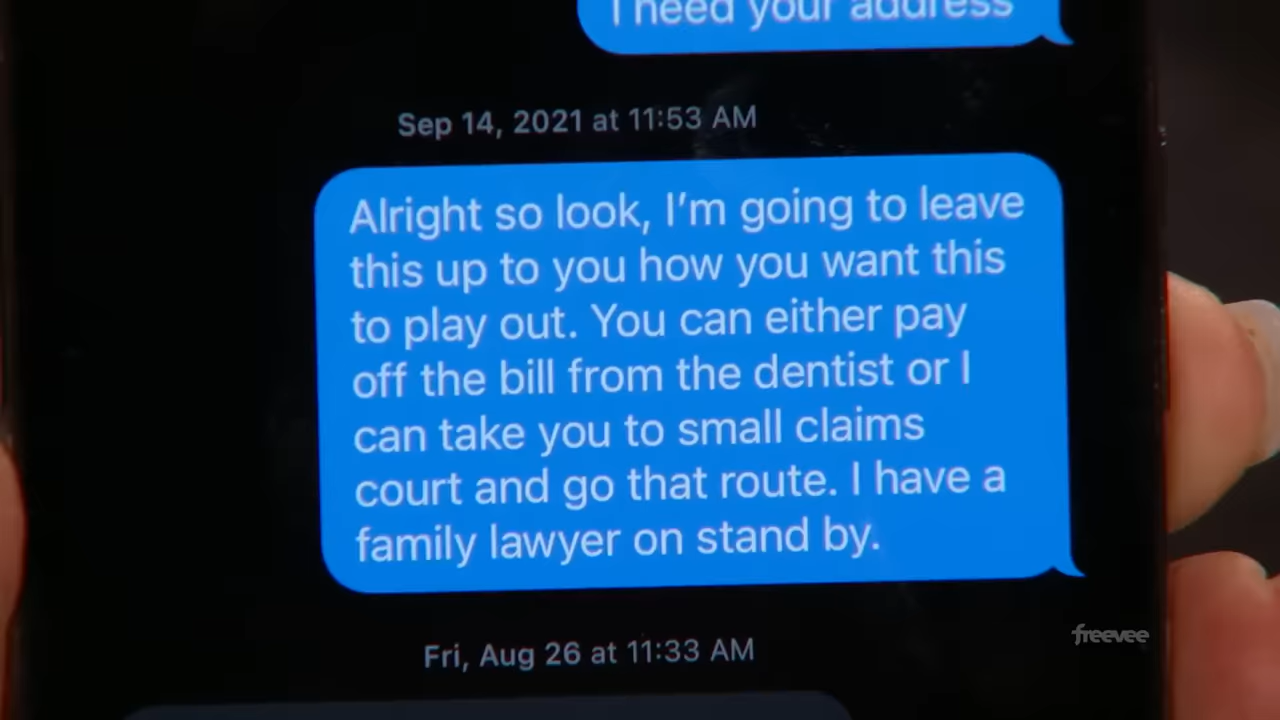 I need your address
Sep 14, 2021 at 11:53 AM
Alright so look, I'm going to leave
this up to you how you want this
to play out. You can either pay
off the bill from the dentist or I
can take you to small claims
court and go that route. I have a
family lawyer on stand by.
freevee
Fri, Aug 26 at 11:33 AM